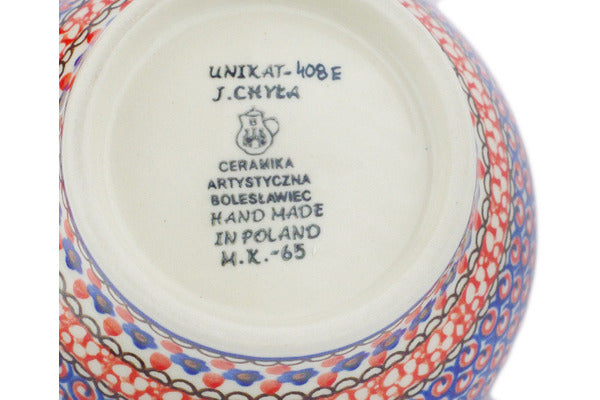 UNIKAT-408E
J.CHYŁA
B
CERAMIKA
ARTYSTYCZNA
BOLESŁAWIEC
HAND MADE
IN POLAND
M.K.-65